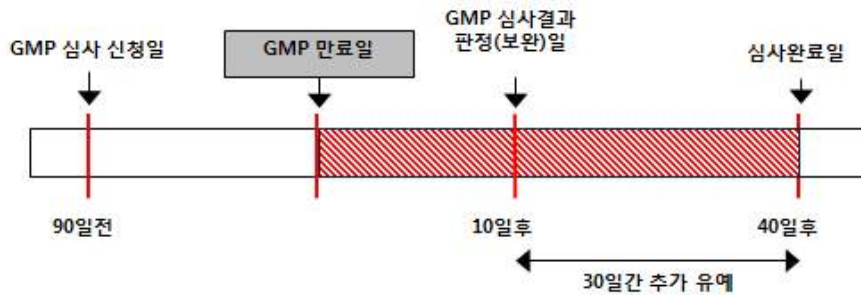 GMP 심사 신청일
GMP 만료일
GMP 심사결과
판정(보완)일
심사완료일
90일전
10일후
40일후
30일간 추가 유예